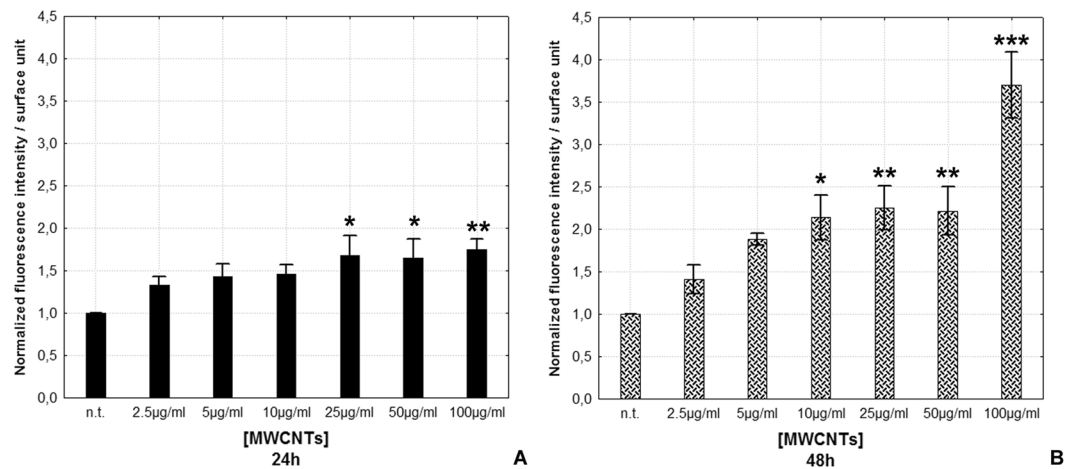 Normalized fluorescence intensity / surface unit
4,5
4,0
3,5
3,0
2,5
2,0
1,5
1,0
0,5
0,0
* * **
n.t. 2.5µg/ml 5µg/ml 10µg/ml 25µg/ml 50µg/ml 100µg/ml
[MWCNTs]
24h
A
Normalized fluorescence intensity / surface unit
4,5
4,0
3,5
3,0
2,5
2,0
1,5
1,0
0,5
0,0
* ** ** ***
n.t. 2.5µg/ml 5µg/ml 10µg/ml 25µg/ml 50µg/ml 100µg/ml
[MWCNTs]
48h
B